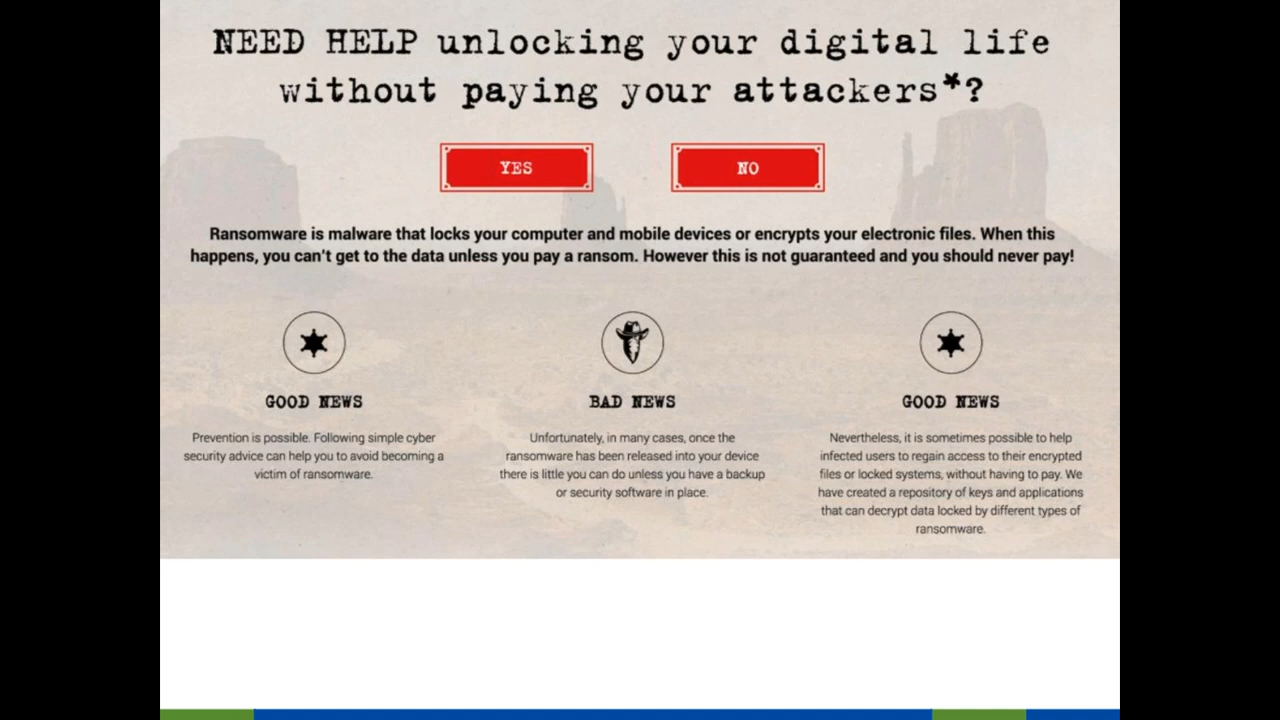 NEED HELP unlocking your digital life
without paying your attackers*?
YES
NO
Ransomware is malware that locks your computer and mobile devices or encrypts your electronic files. When this
happens, you can't get to the data unless you pay a ransom. However this is not guaranteed and you should never pay!
GOOD NEWS
Prevention is possible. Following simple cyber
security advice can help you to avoid becoming a
victim of ransomware.
BAD NEWS
Unfortunately, in many cases, once the
ransomware has been released into your device
there is little you can do unless you have a backup
or security software in place.
GOOD NEWS
Nevertheless, it is sometimes possible to help
infected users to regain access to their encrypted
files or locked systems, without having to pay. We
have created a repository of keys and applications
that can decrypt data locked by different types of
ransomware.